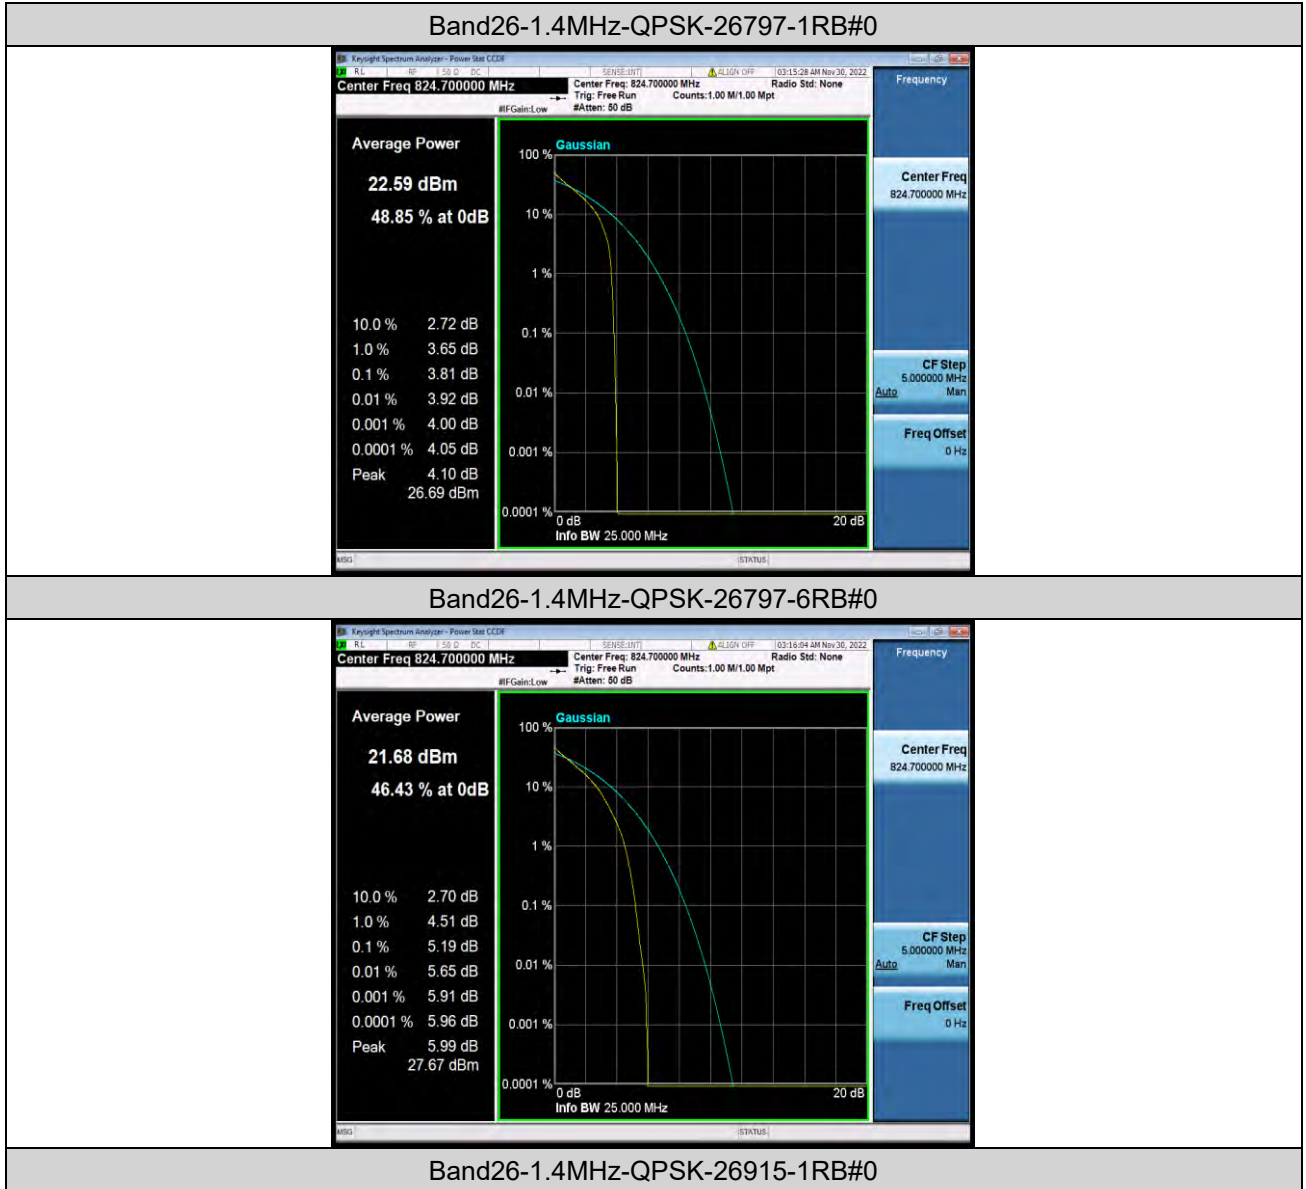 Band26-1.4MHz-QPSK-26797-1RB#0
Keysight Spectrum Analyzer - Power Stat CCDF
RL RF 50 Ω DC SENSE:INT ALIGN OFF 03:15:28 AM Nov 30, 2022
Center Freq 824.700000 MHz
Center Freq: 824.700000 MHz Radio Std: None
Trig: Free Run Counts:1.00 M/1.00 Mpt
#IFGain:Low #Atten: 50 dB
Frequency
Average Power
22.59 dBm
48.85 % at 0dB
10.0 % 2.72 dB
1.0 % 3.65 dB
0.1 % 3.81 dB
0.01 % 3.92 dB
0.001 % 4.00 dB
0.0001 % 4.05 dB
Peak 4.10 dB
26.69 dBm
Gaussian
100 %
10 %
1 %
0.1 %
0.01 %
0.001 %
0.0001 %
0 dB 20 dB
Info BW 25.000 MHz
Center Freq
824.700000 MHz
CF Step
5.000000 MHz
Auto Man
Freq Offset
0 Hz
MSG STATUS
Band26-1.4MHz-QPSK-26797-6RB#0
Keysight Spectrum Analyzer - Power Stat CCDF
RL RF 50 Ω DC SENSE:INT ALIGN OFF 03:16:04 AM Nov 30, 2022
Center Freq 824.700000 MHz
Center Freq: 824.700000 MHz Radio Std: None
Trig: Free Run Counts:1.00 M/1.00 Mpt
#IFGain:Low #Atten: 50 dB
Frequency
Average Power
21.68 dBm
46.43 % at 0dB
10.0 % 2.70 dB
1.0 % 4.51 dB
0.1 % 5.19 dB
0.01 % 5.65 dB
0.001 % 5.91 dB
0.0001 % 5.96 dB
Peak 5.99 dB
27.67 dBm
Gaussian
100 %
10 %
1 %
0.1 %
0.01 %
0.001 %
0.0001 %
0 dB 20 dB
Info BW 25.000 MHz
Center Freq
824.700000 MHz
CF Step
5.000000 MHz
Auto Man
Freq Offset
0 Hz
MSG STATUS
Band26-1.4MHz-QPSK-26915-1RB#0